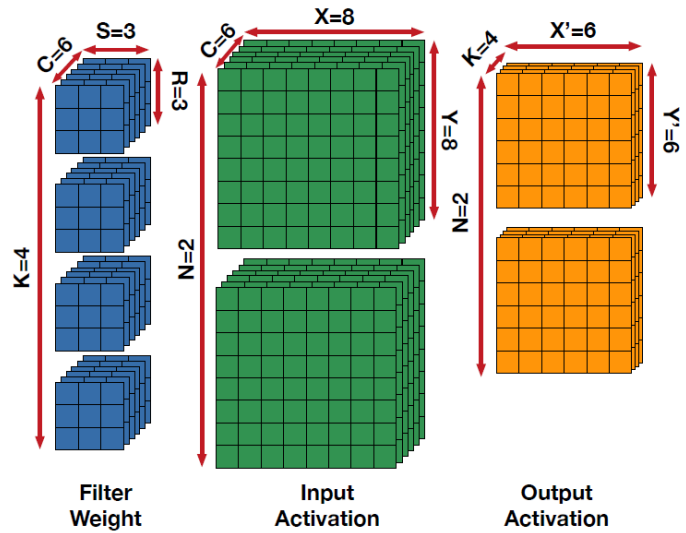 C=6
S=3
R=3
K=4
Filter
Weight
C=6
X=8
Y=8
N=2
Input
Activation
K=4
X’=6
Y’=6
N=2
Output
Activation